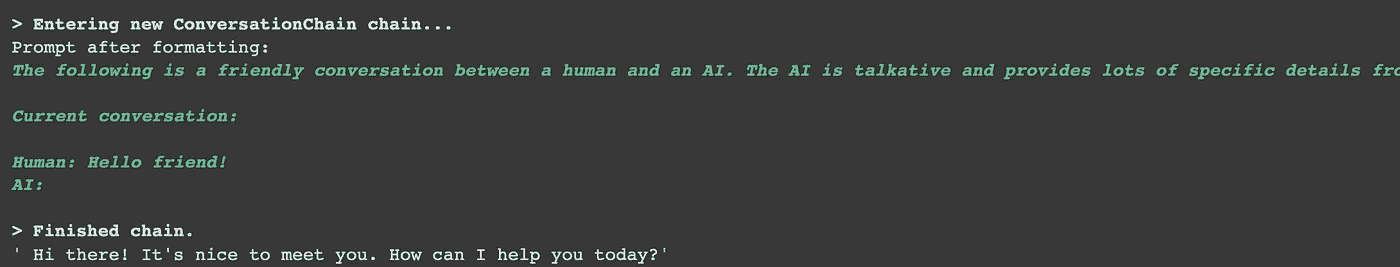 > Entering new ConversationChain chain...
Prompt after formatting:
The following is a friendly conversation between a human and an AI. The AI is talkative and provides lots of specific details
Current conversation:
Human: Hello friend!
AI:
> Finished chain.
' Hi there! It's nice to meet you. How can I help you today?'